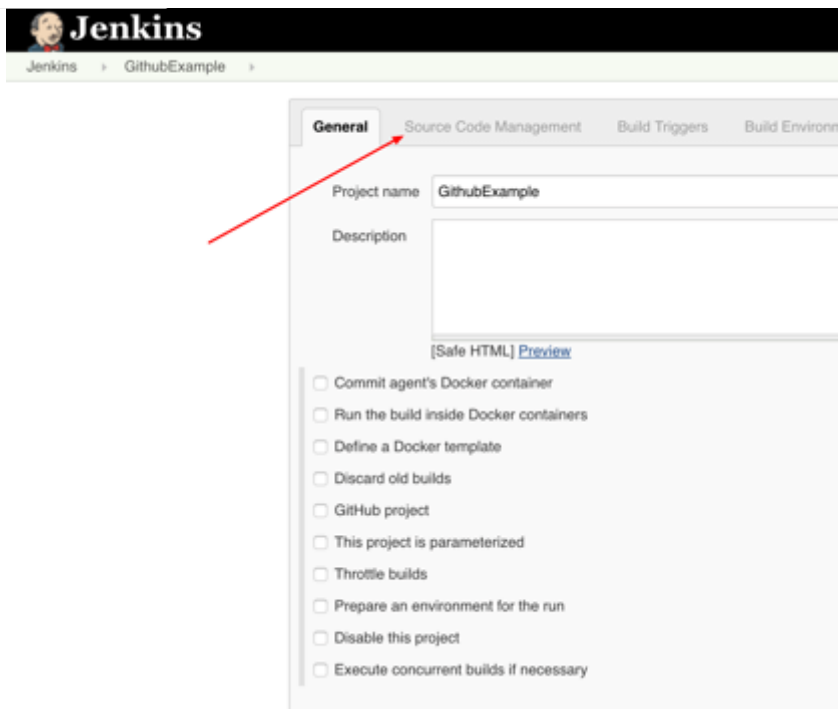 Jenkins
Jenkins › GithubExample ›
General Source Code Management Build Triggers Build Environ
Project name GithubExample
Description
[Safe HTML] Preview
Commit agent's Docker container
Run the build inside Docker containers
Define a Docker template
Discard old builds
GitHub project
This project is parameterized
Throttle builds
Prepare an environment for the run
Disable this project
Execute concurrent builds if necessary